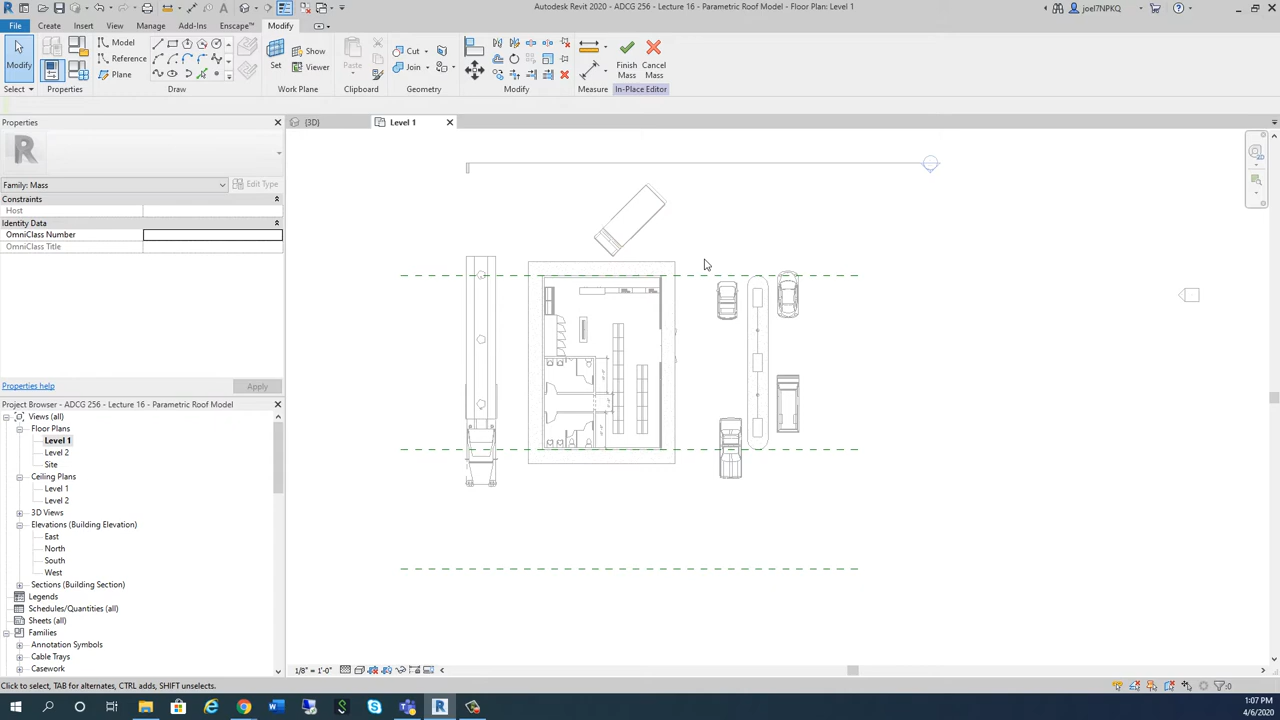 Autodesk Revit 2020 - ADCG 256 - Lecture 16 - Parametric Roof Model - Floor Plan: Level 1
joel7NPKQ
File Create Insert View Manage Add-Ins Enscape™ Modify
Modify
Select
Properties
Model
Reference
Plane
Draw
Set
Show
Viewer
Work Plane
Paste
Clipboard
Cut
Join
Geometry
Modify
Measure
Finish Mass
Cancel Mass
In-Place Editor
Properties
{3D}
Level 1
Family: Mass
Edit Type
Constraints
Host
Identity Data
OmniClass Number
OmniClass Title
Properties help
Apply
Project Browser - ADCG 256 - Lecture 16 - Parametric Roof Model
Views (all)
Floor Plans
Level 1
Level 2
Site
Ceiling Plans
Level 1
Level 2
3D Views
Elevations (Building Elevation)
East
North
South
West
Sections (Building Section)
Legends
Schedules/Quantities (all)
Sheets (all)
Families
Annotation Symbols
Cable Trays
Casework
1/8" = 1'-0"
Click to select, TAB for alternates, CTRL adds, SHIFT unselects.
:0
1:07 PM
4/6/2020